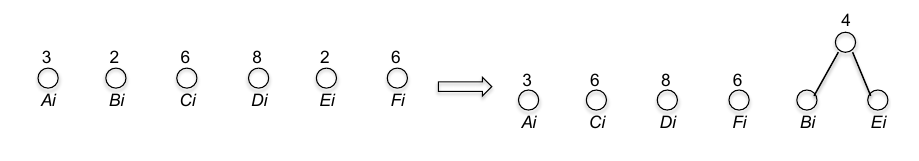 3 2 6 8 2 6
Ai Bi Ci Di Ei Fi
4
3 6 8 6
Ai Ci Di Fi Bi Ei